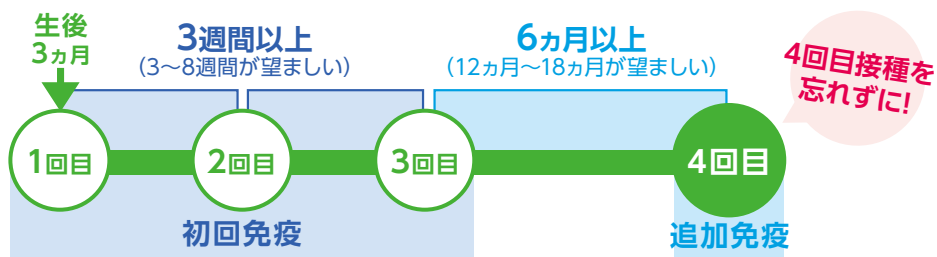 生後
3ヵ月
3週間以上
(3〜8週間が望ましい)
6ヵ月以上
(12ヵ月〜18ヵ月が望ましい)
4回目接種を
忘れずに!
1回目
2回目
3回目
4回目
初回免疫
追加免疫